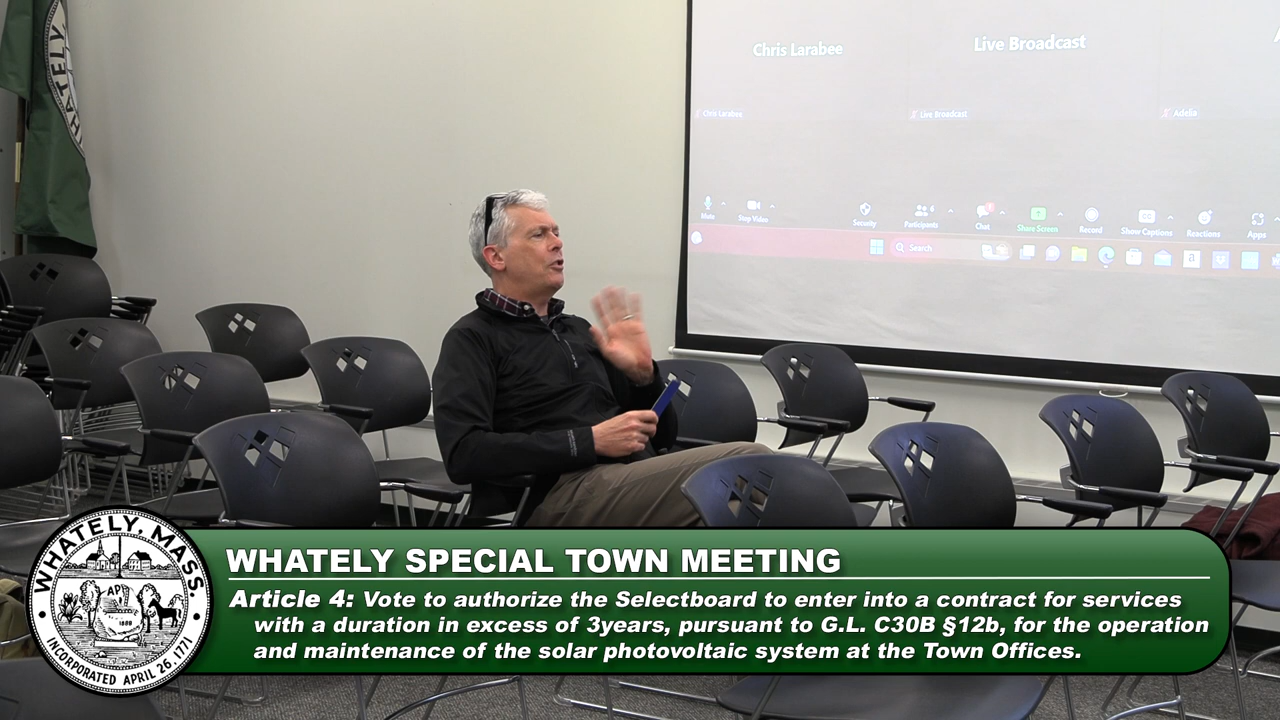 WHATELY,
Chris Larabee
Live Broadcast
Chris Larabee
Live Broadcast
Adelia
Mute
Stop Video
Security
Participants
6
Chat
Share Screen
Record
Show Captions
Reactions
Apps
Search
WHATELY, MASS.
INCORPORATED APRIL 26, 1771
WHATELY SPECIAL TOWN MEETING
Article 4: Vote to authorize the Selectboard to enter into a contract for services
with a duration in excess of 3years, pursuant to G.L. C30B §12b, for the operation
and maintenance of the solar photovoltaic system at the Town Offices.